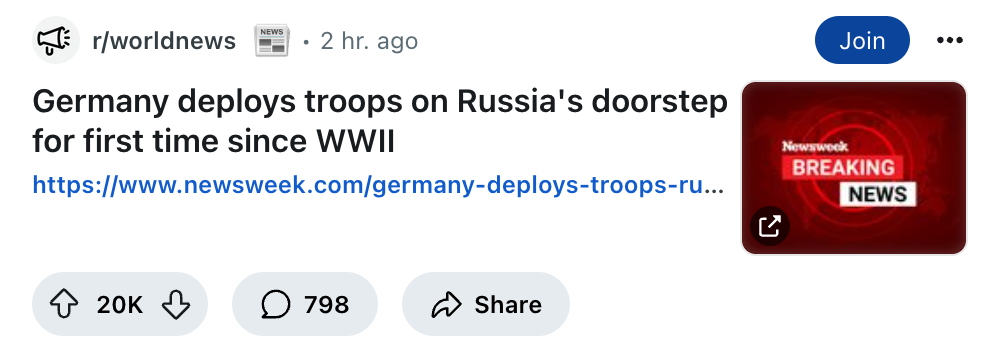 r/worldnews NEWS • 2 hr. ago Join •••
Germany deploys troops on Russia's doorstep
for first time since WWII
https://www.newsweek.com/germany-deploys-troops-ru...
Newsweek
BREAKING
NEWS
20K 798 Share